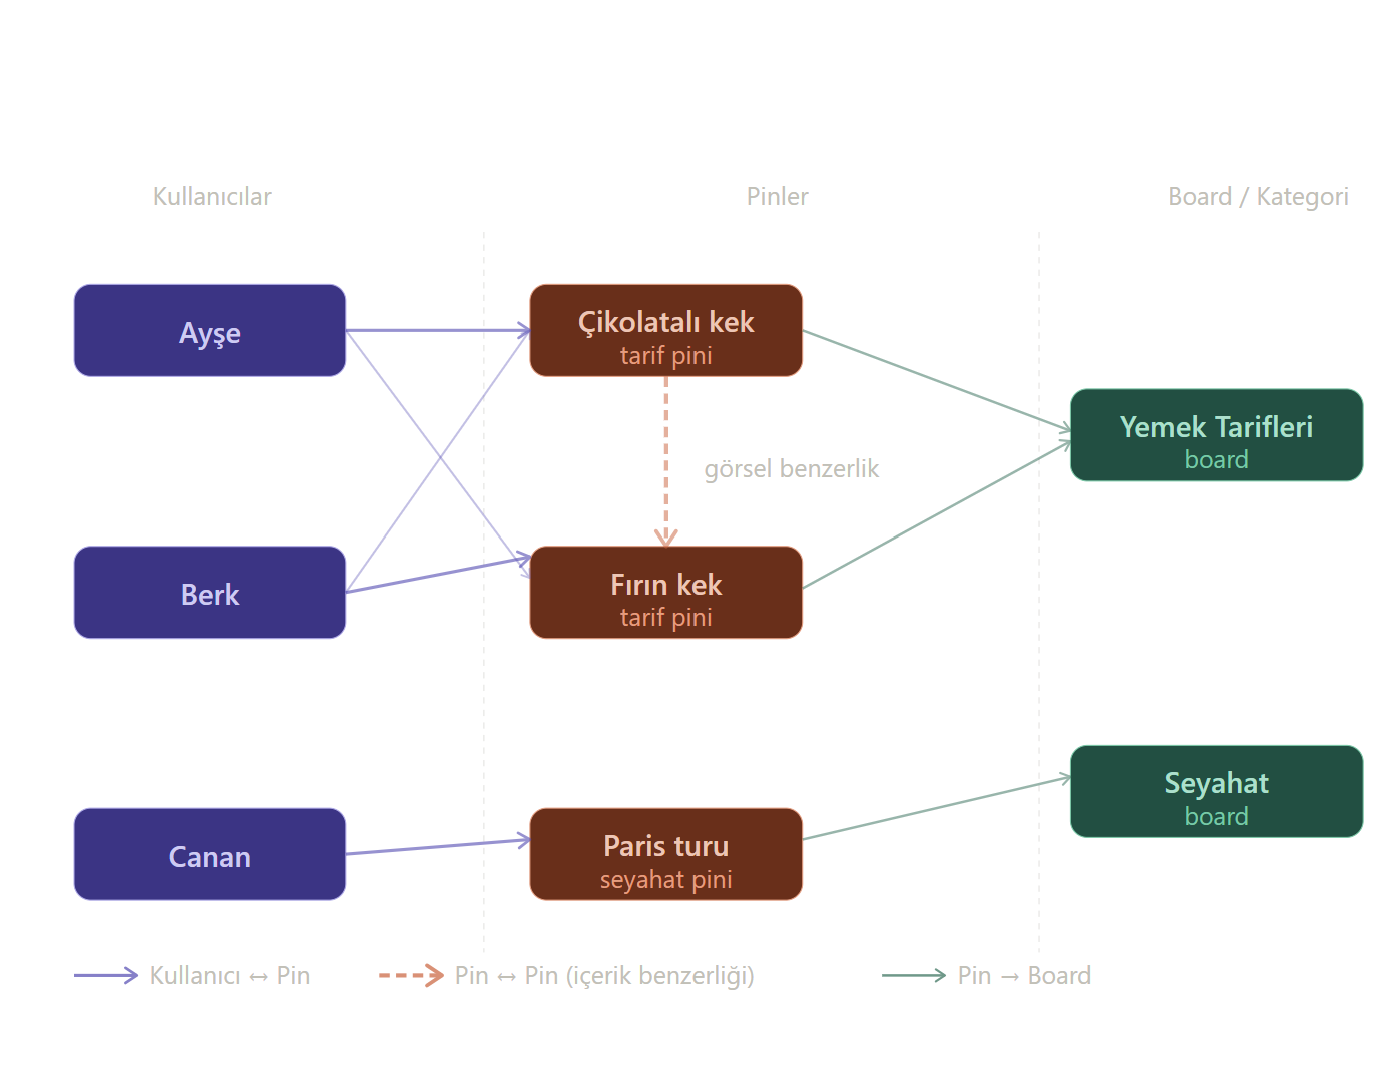 Kullanıcılar
Pinler
Board / Kategori
Ayşe
Çikolatalı kek
tarif pini
Yemek Tarifleri
board
görsel benzerlik
Berk
Fırın kek
tarif pini
Seyahat
board
Canan
Paris turu
seyahat pini
Kullanıcı ↔ Pin
Pin ↔ Pin (içerik benzerliği)
Pin → Board